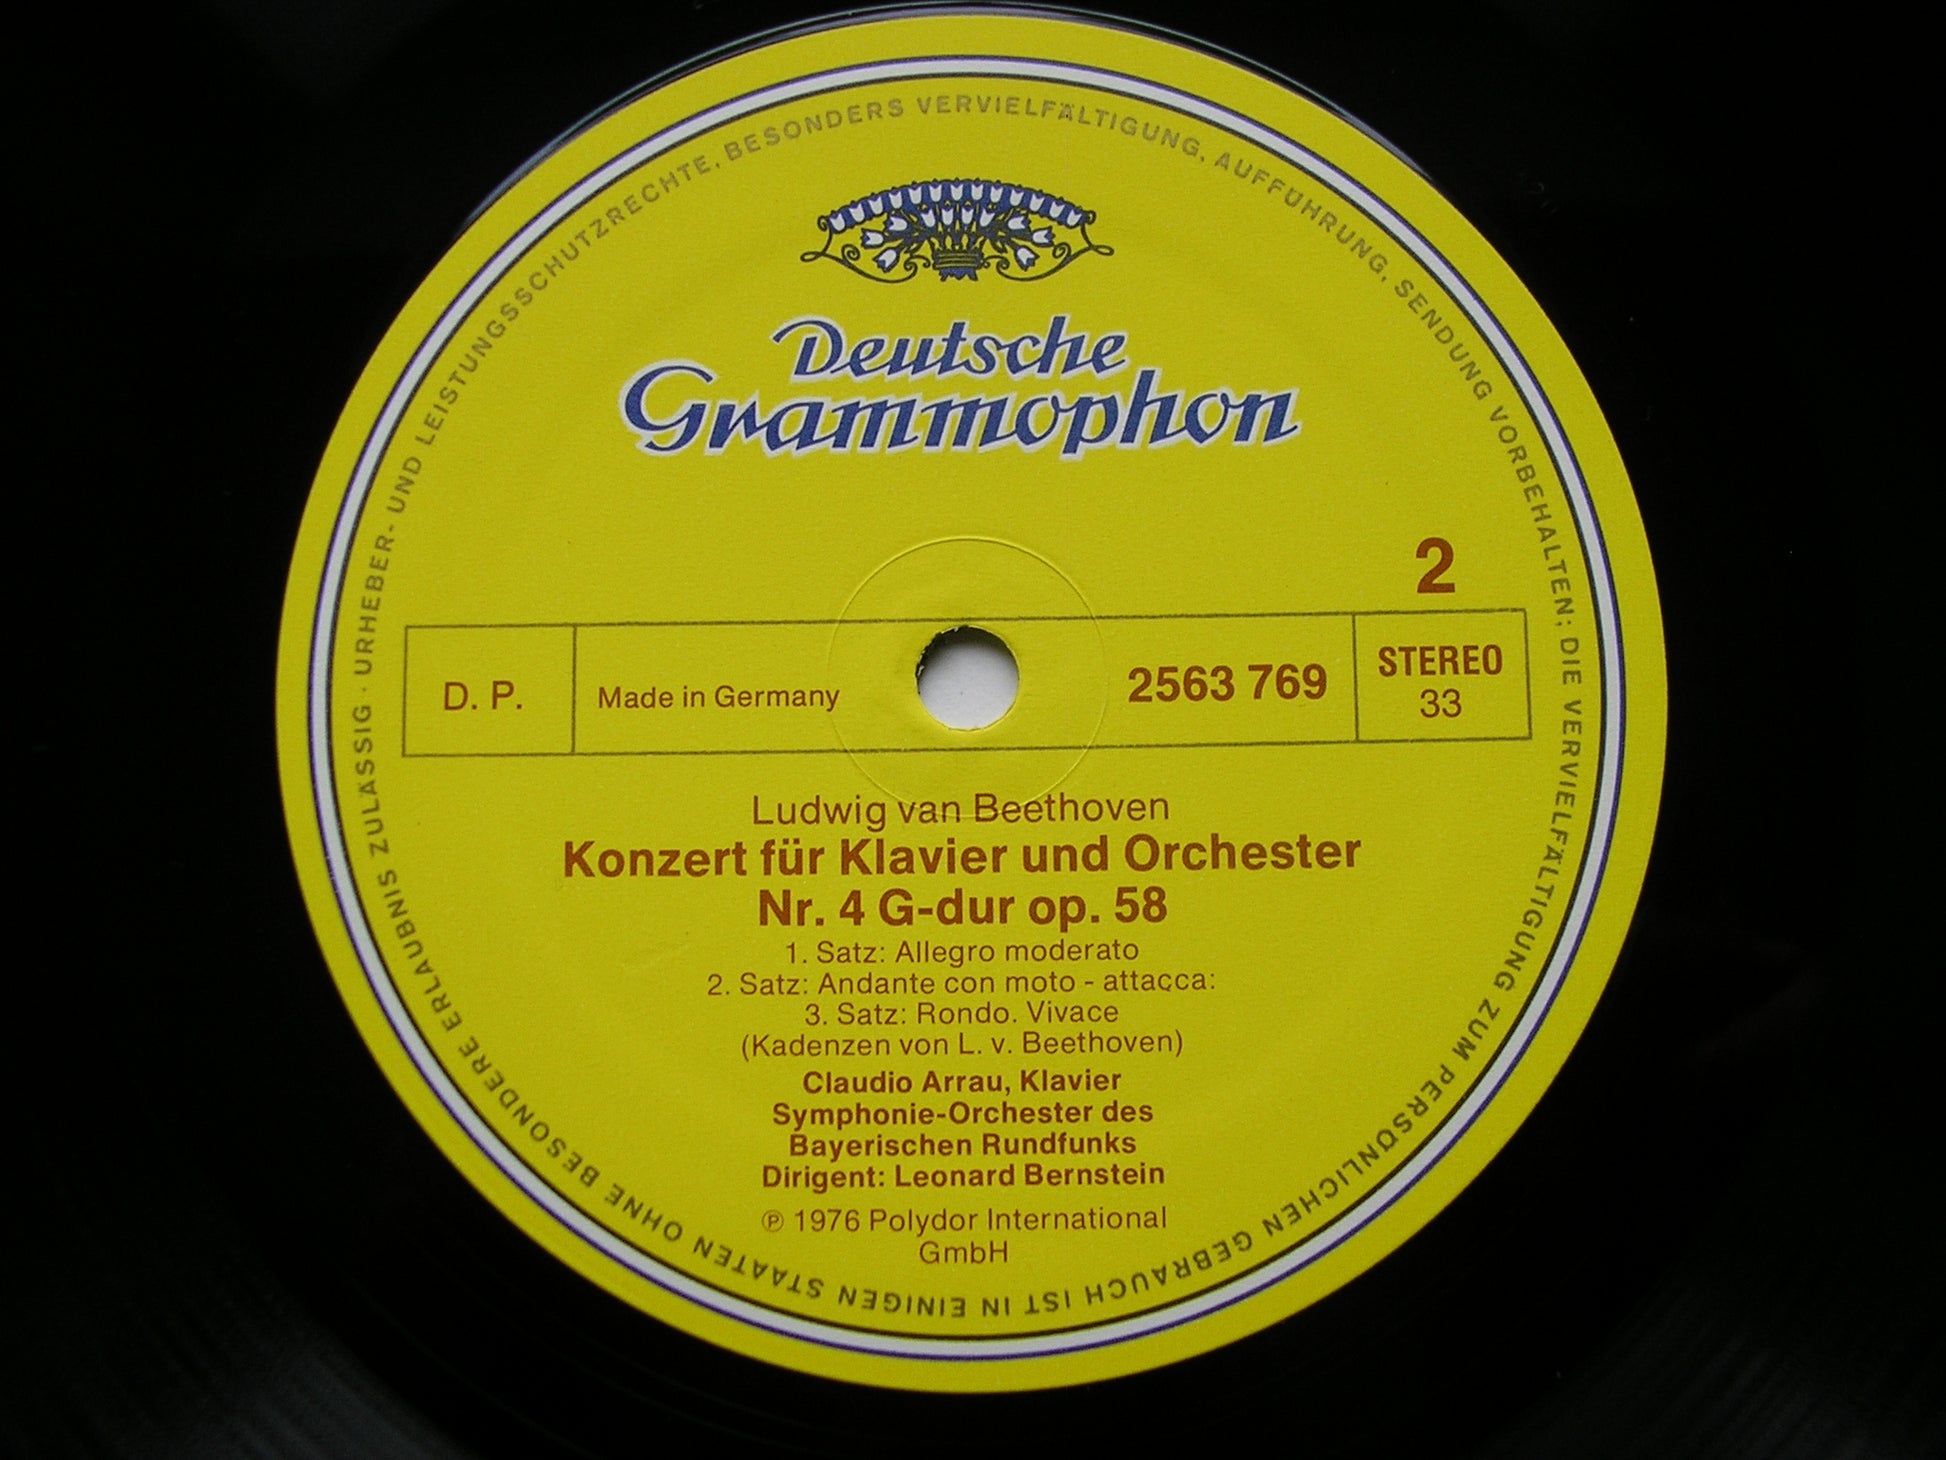 URHEBER- UND LEISTUNGSSCHUTZRECHTE, BESONDERS VERVIELFÄLTIGUNG, AUFFÜHRUNG, SENDUNG VORBEHALTEN; DIE VERVIELFÄLTIGUNG ZUM PERSÖNLICHEN GEBRAUCH IST IN EINIGEN STAATEN OHNE BESONDERE ERLAUBNIS ZULÄSSIG ·
Deutsche
Grammophon
2
D. P.
Made in Germany
2563 769
STEREO
33
Ludwig van Beethoven
Konzert für Klavier und Orchester
Nr. 4 G-dur op. 58
1. Satz: Allegro moderato
2. Satz: Andante con moto - attacca:
3. Satz: Rondo. Vivace
(Kadenzen von L. v. Beethoven)
Claudio Arrau, Klavier
Symphonie-Orchester des
Bayerischen Rundfunks
Dirigent: Leonard Bernstein
℗ 1976 Polydor International
GmbH